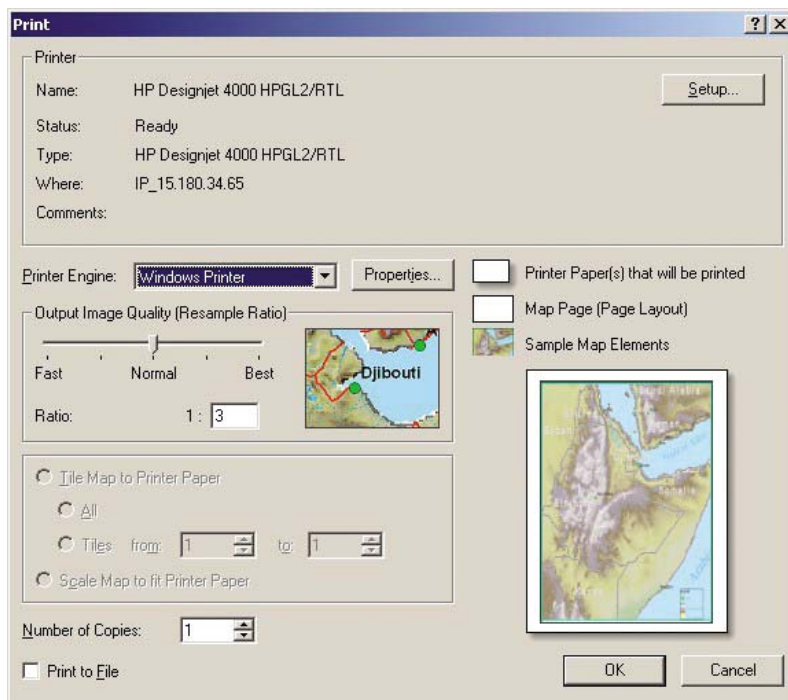 Print
Printer
Name: HP Designjet 4000 HPGL2/RTL
Setup...
Status: Ready
Type: HP Designjet 4000 HPGL2/RTL
Where: IP_15.180.34.65
Comments:
Printer Engine: Windows Printer
Properties...
Printer Paper(s) that will be printed
Map Page (Page Layout)
Sample Map Elements
Output Image Quality (Resample Ratio)
Fast Normal Best
Ratio: 1 : 3
Djibouti
Tile Map to Printer Paper
All
Tiles from: 1 to: 1
Scale Map to fit Printer Paper
Number of Copies: 1
Print to File
OK
Cancel